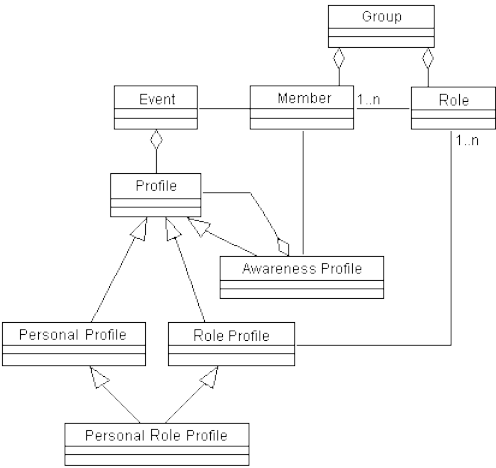 Group
Event
Member
1..n
Role
1..n
Profile
Awareness Profile
Personal Profile
Role Profile
Personal Role Profile